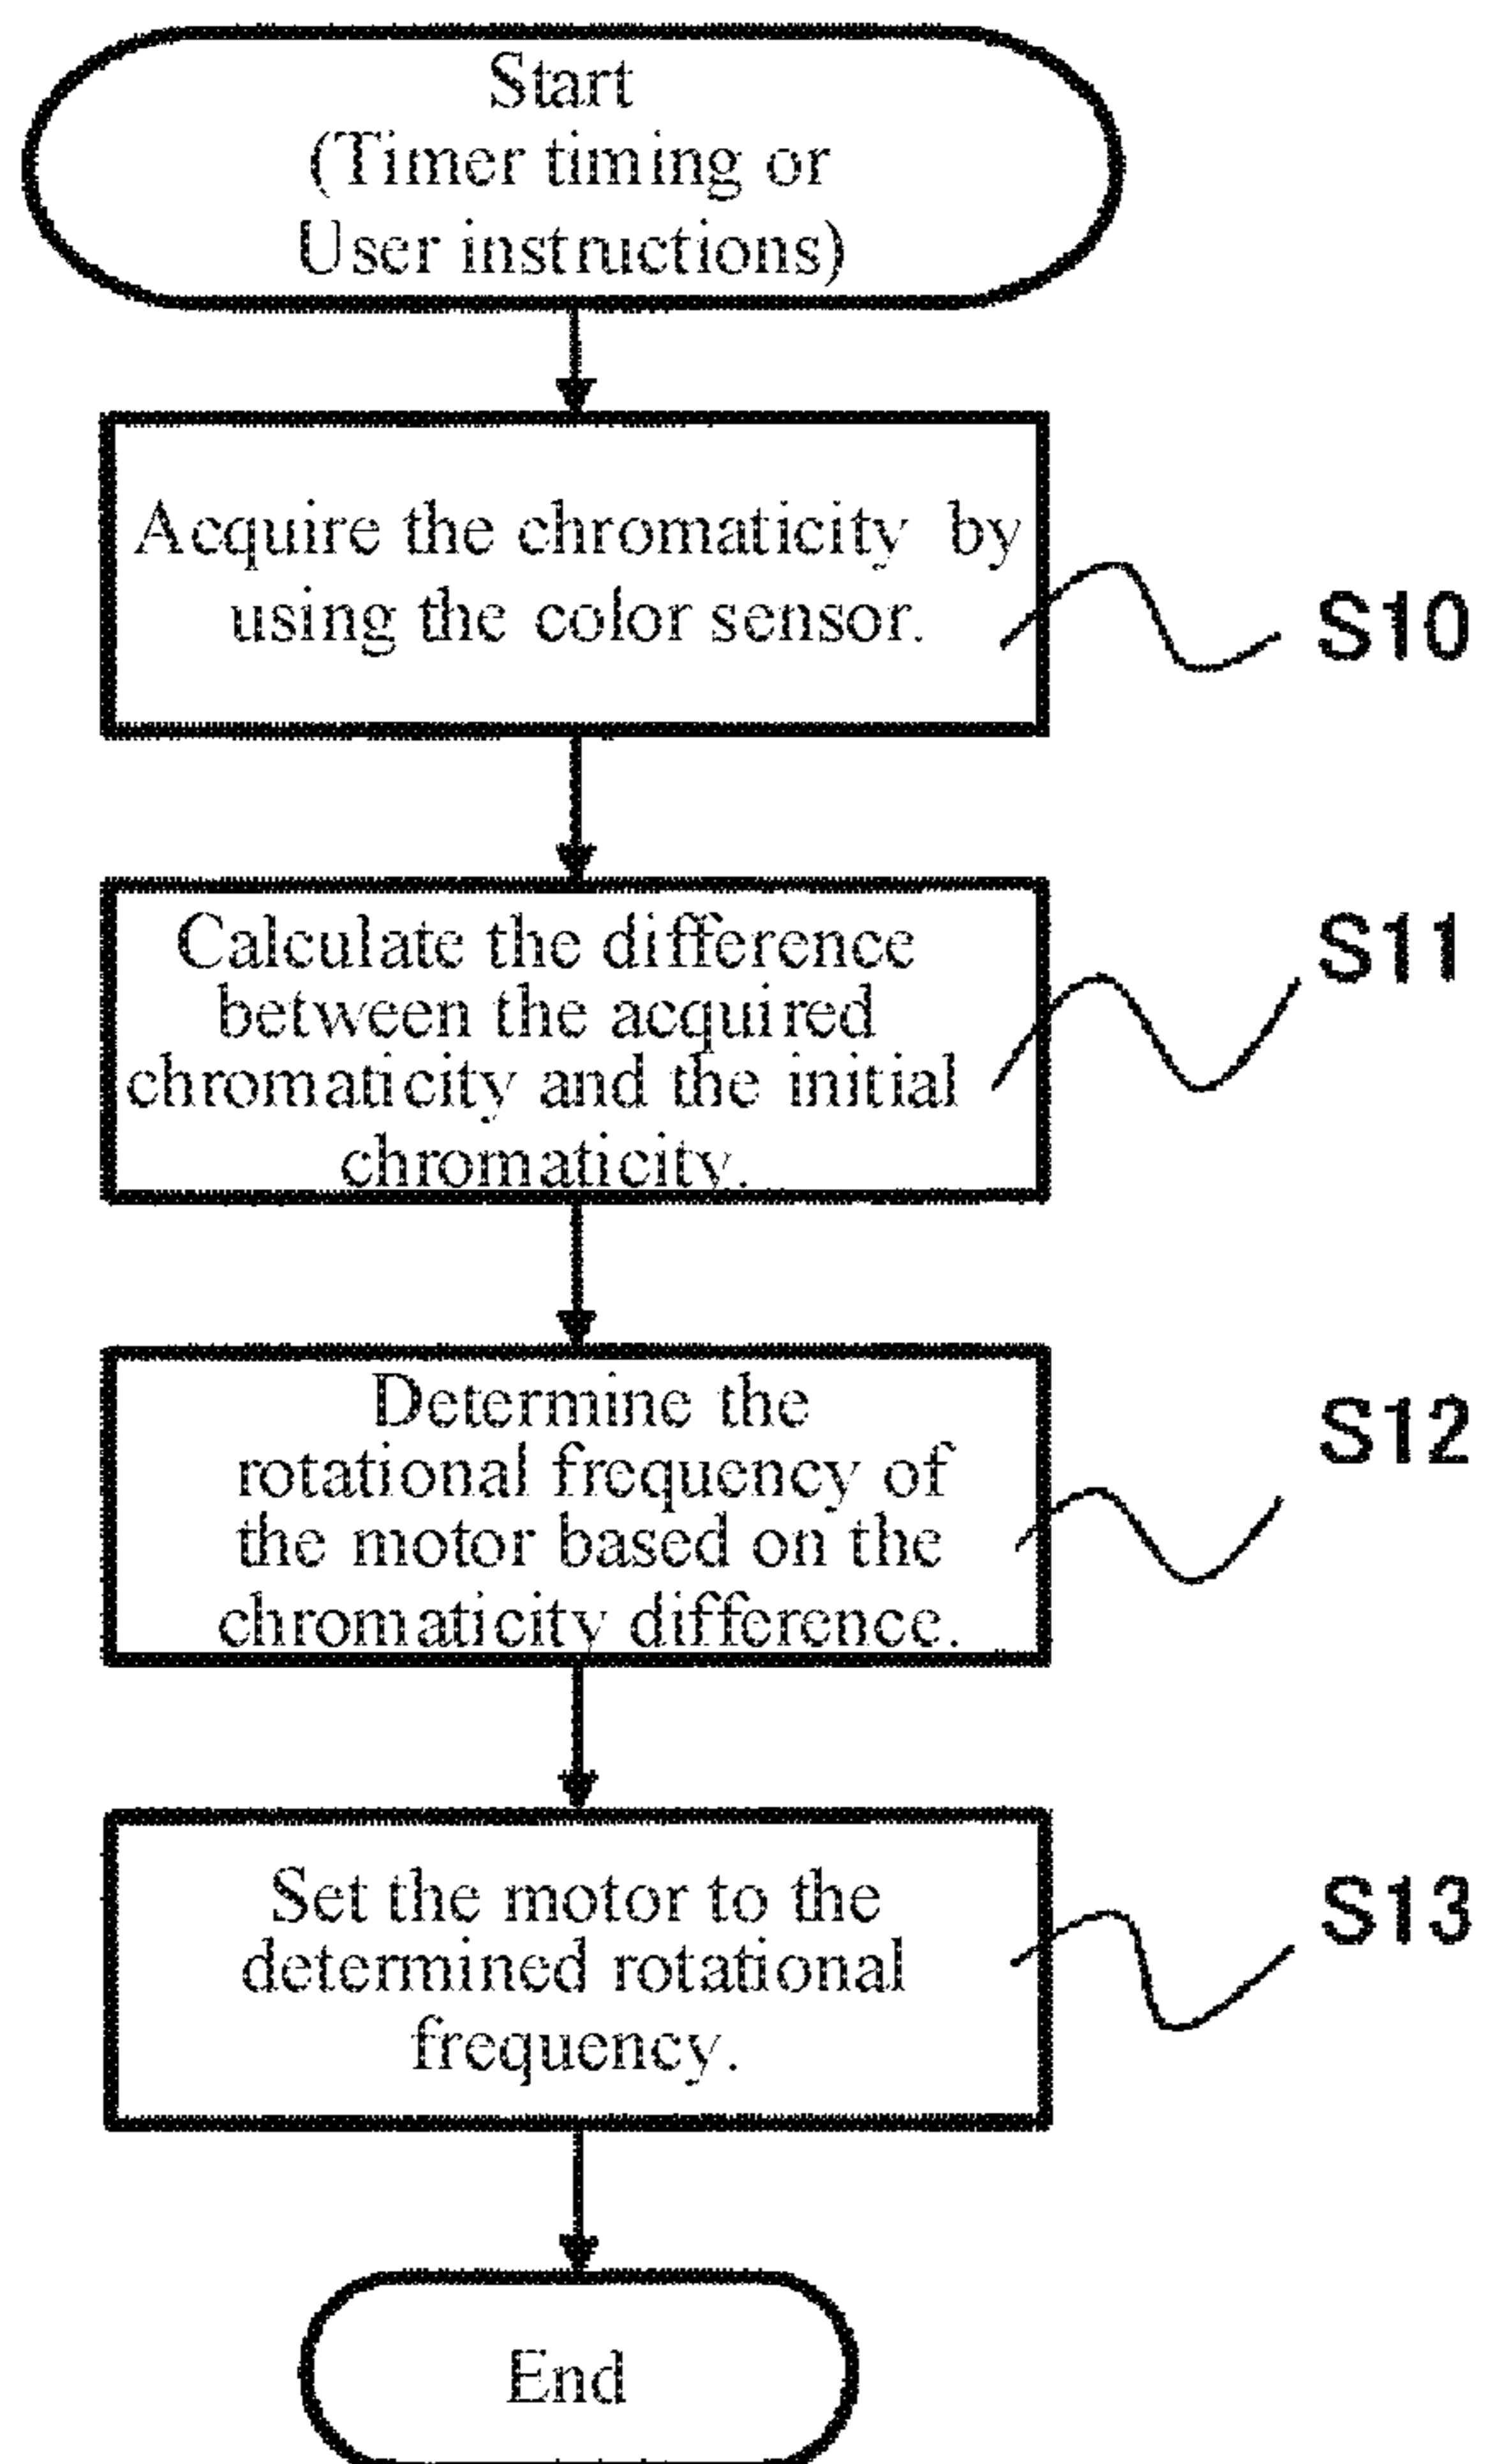 Start
(Timer timing or
User instructions)
Acquire the chromaticity by
using the color sensor.
S10
Calculate the difference
between the acquired
chromaticity and the initial
chromaticity.
S11
Determine the
rotational frequency of
the motor based on the
chromaticity difference.
S12
Set the motor to the
determined rotational
frequency.
S13
End